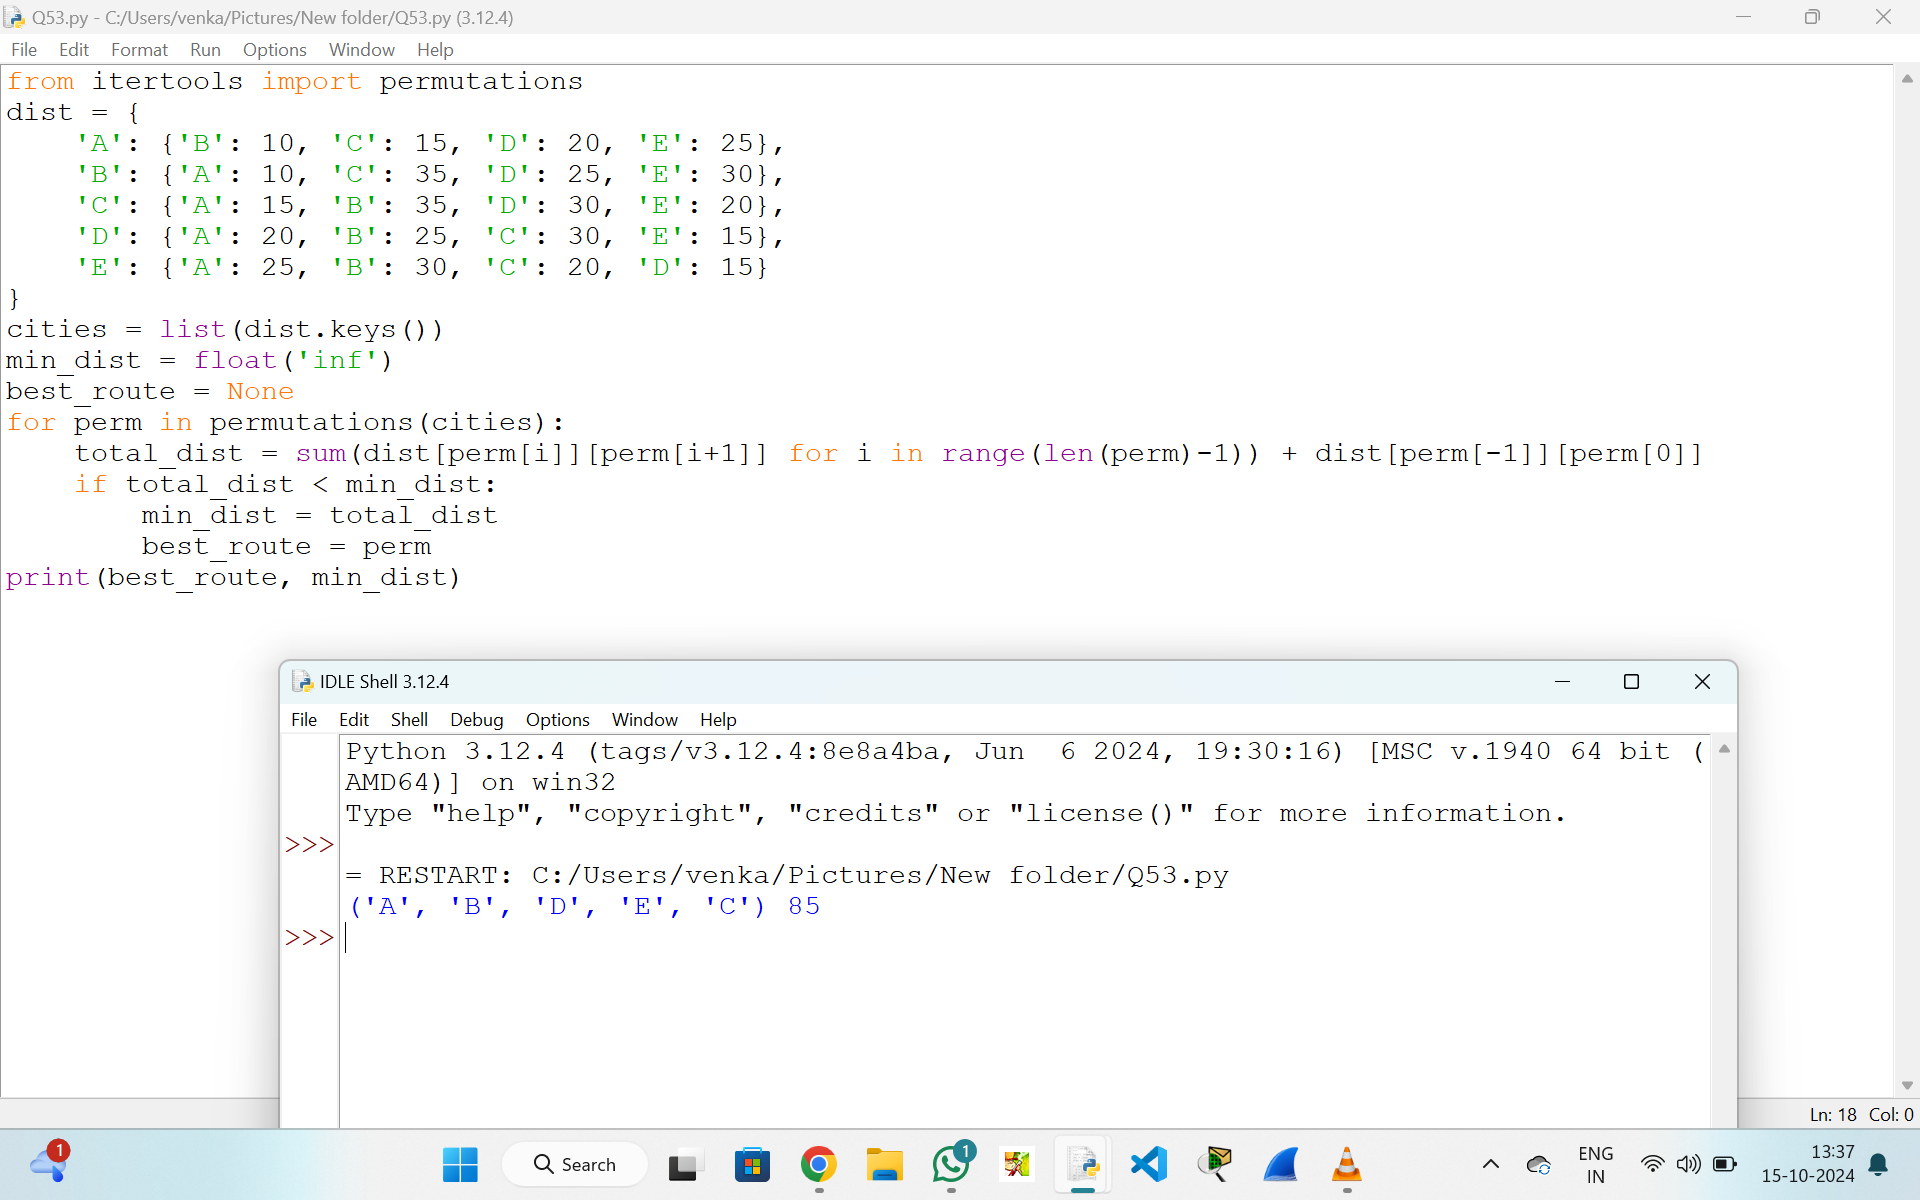 Q53.py - C:/Users/venka/Pictures/New folder/Q53.py (3.12.4)
File Edit Format Run Options Window Help
from itertools import permutations
dist = {
    'A': {'B': 10, 'C': 15, 'D': 20, 'E': 25},
    'B': {'A': 10, 'C': 35, 'D': 25, 'E': 30},
    'C': {'A': 15, 'B': 35, 'D': 30, 'E': 20},
    'D': {'A': 20, 'B': 25, 'C': 30, 'E': 15},
    'E': {'A': 25, 'B': 30, 'C': 20, 'D': 15}
}
cities = list(dist.keys())
min_dist = float('inf')
best_route = None
for perm in permutations(cities):
    total_dist = sum(dist[perm[i]][perm[i+1]] for i in range(len(perm)-1)) + dist[perm[-1]][perm[0]]
    if total_dist < min_dist:
        min_dist = total_dist
        best_route = perm
print(best_route, min_dist)
IDLE Shell 3.12.4
File Edit Shell Debug Options Window Help
Python 3.12.4 (tags/v3.12.4:8e8a4ba, Jun  6 2024, 19:30:16) [MSC v.1940 64 bit (
AMD64)] on win32
Type "help", "copyright", "credits" or "license()" for more information.
>>>
= RESTART: C:/Users/venka/Pictures/New folder/Q53.py
('A', 'B', 'D', 'E', 'C') 85
>>>
Ln: 18 Col: 0
1
Search
1
ENG
IN
13:37
15-10-2024